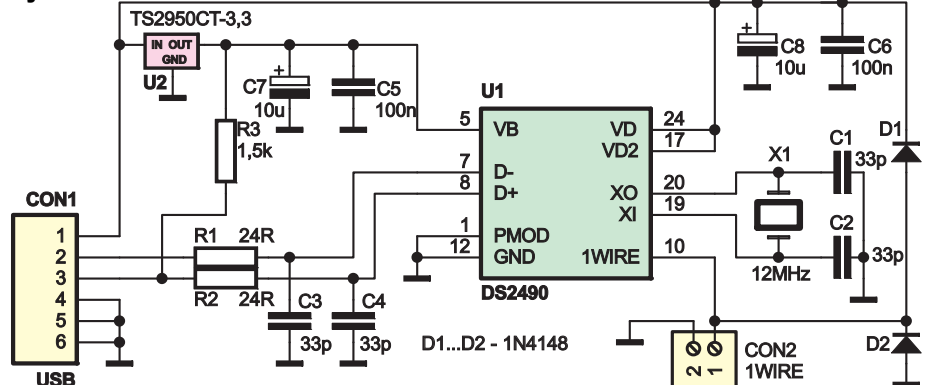 TS2950CT-3,3
IN OUT
GND
U2
C7
10u
C5
100n
C8
10u
C6
100n
R3
1,5k
U1
5 VB VD 24
VD2 17
7 D-
8 D+ XO 20
XI 19
1 PMOD
12 GND 1WIRE 10
DS2490
X1
12MHz
C1
33p
C2
33p
D1
D2
CON1
1
2
3
4
5
6
USB
R1 24R
R2 24R
C3
33p
C4
33p
D1...D2 - 1N4148
2 1
CON2
1WIRE